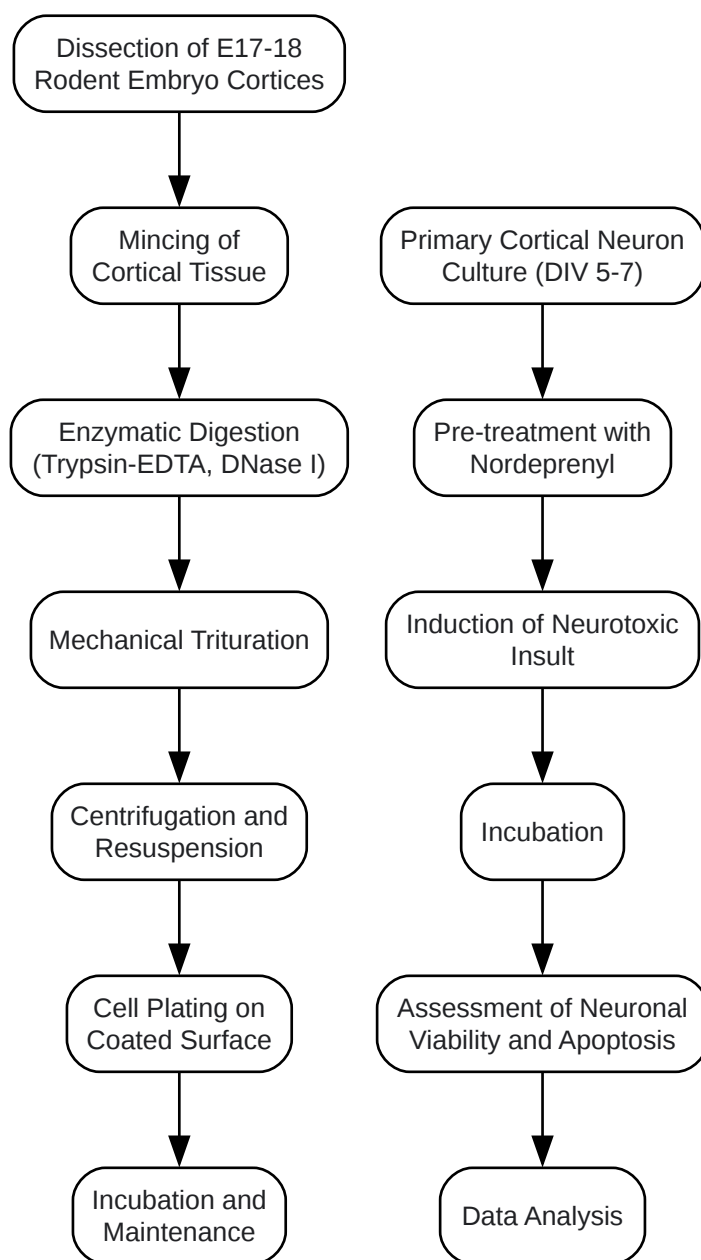 Dissection of E17-18
Rodent Embryo Cortices
Mincing of
Cortical Tissue
Enzymatic Digestion
(Trypsin-EDTA, DNase I)
Mechanical Trituration
Centrifugation and
Resuspension
Cell Plating on
Coated Surface
Incubation and
Maintenance
Primary Cortical Neuron
Culture (DIV 5-7)
Pre-treatment with
Nordeprenyl
Induction of Neurotoxic
Insult
Incubation
Assessment of Neuronal
Viability and Apoptosis
Data Analysis